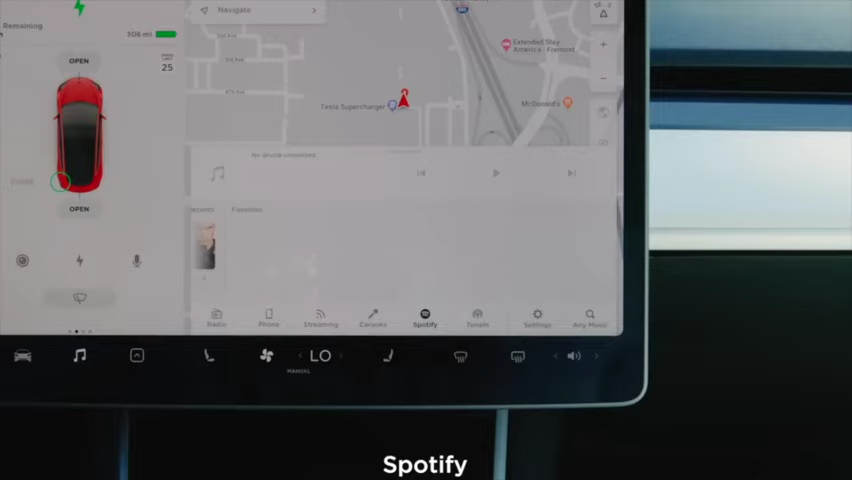 Remaining
506 mi
OPEN
25
OPEN
Navigate
Extended Stay
America - Fremont
Tesla Supercharger
McDonald's
No device connected
Favorites
Radio
Phone
Streaming
Caraoke
Spotify
TuneIn
Settings
Any Music
LO
MANUAL
Spotify